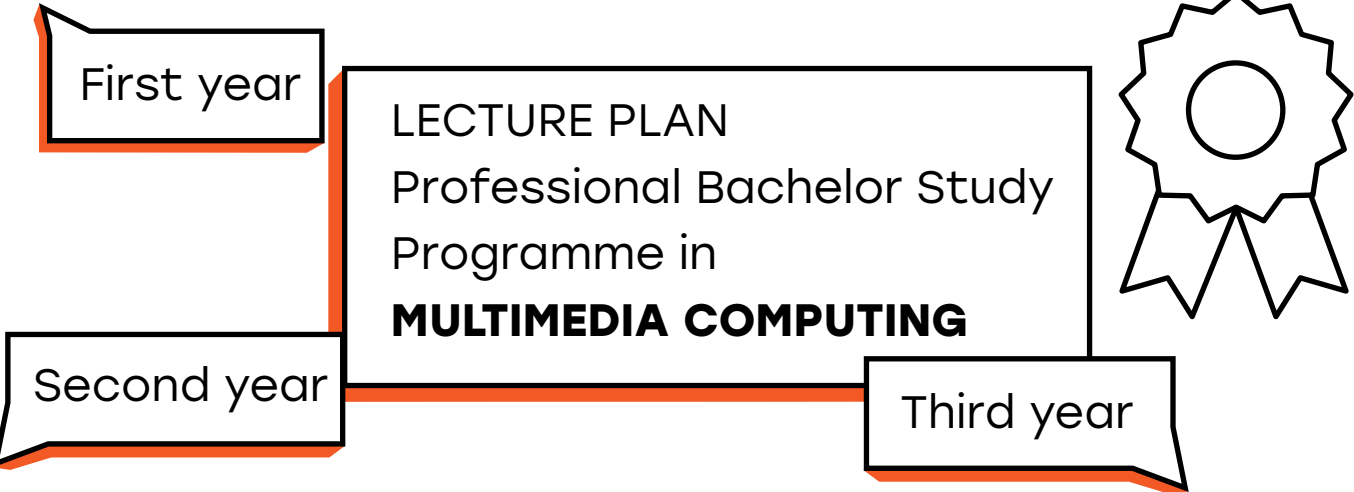 First year
LECTURE PLAN
Professional Bachelor Study
Programme in
MULTIMEDIA COMPUTING
Second year
Third year